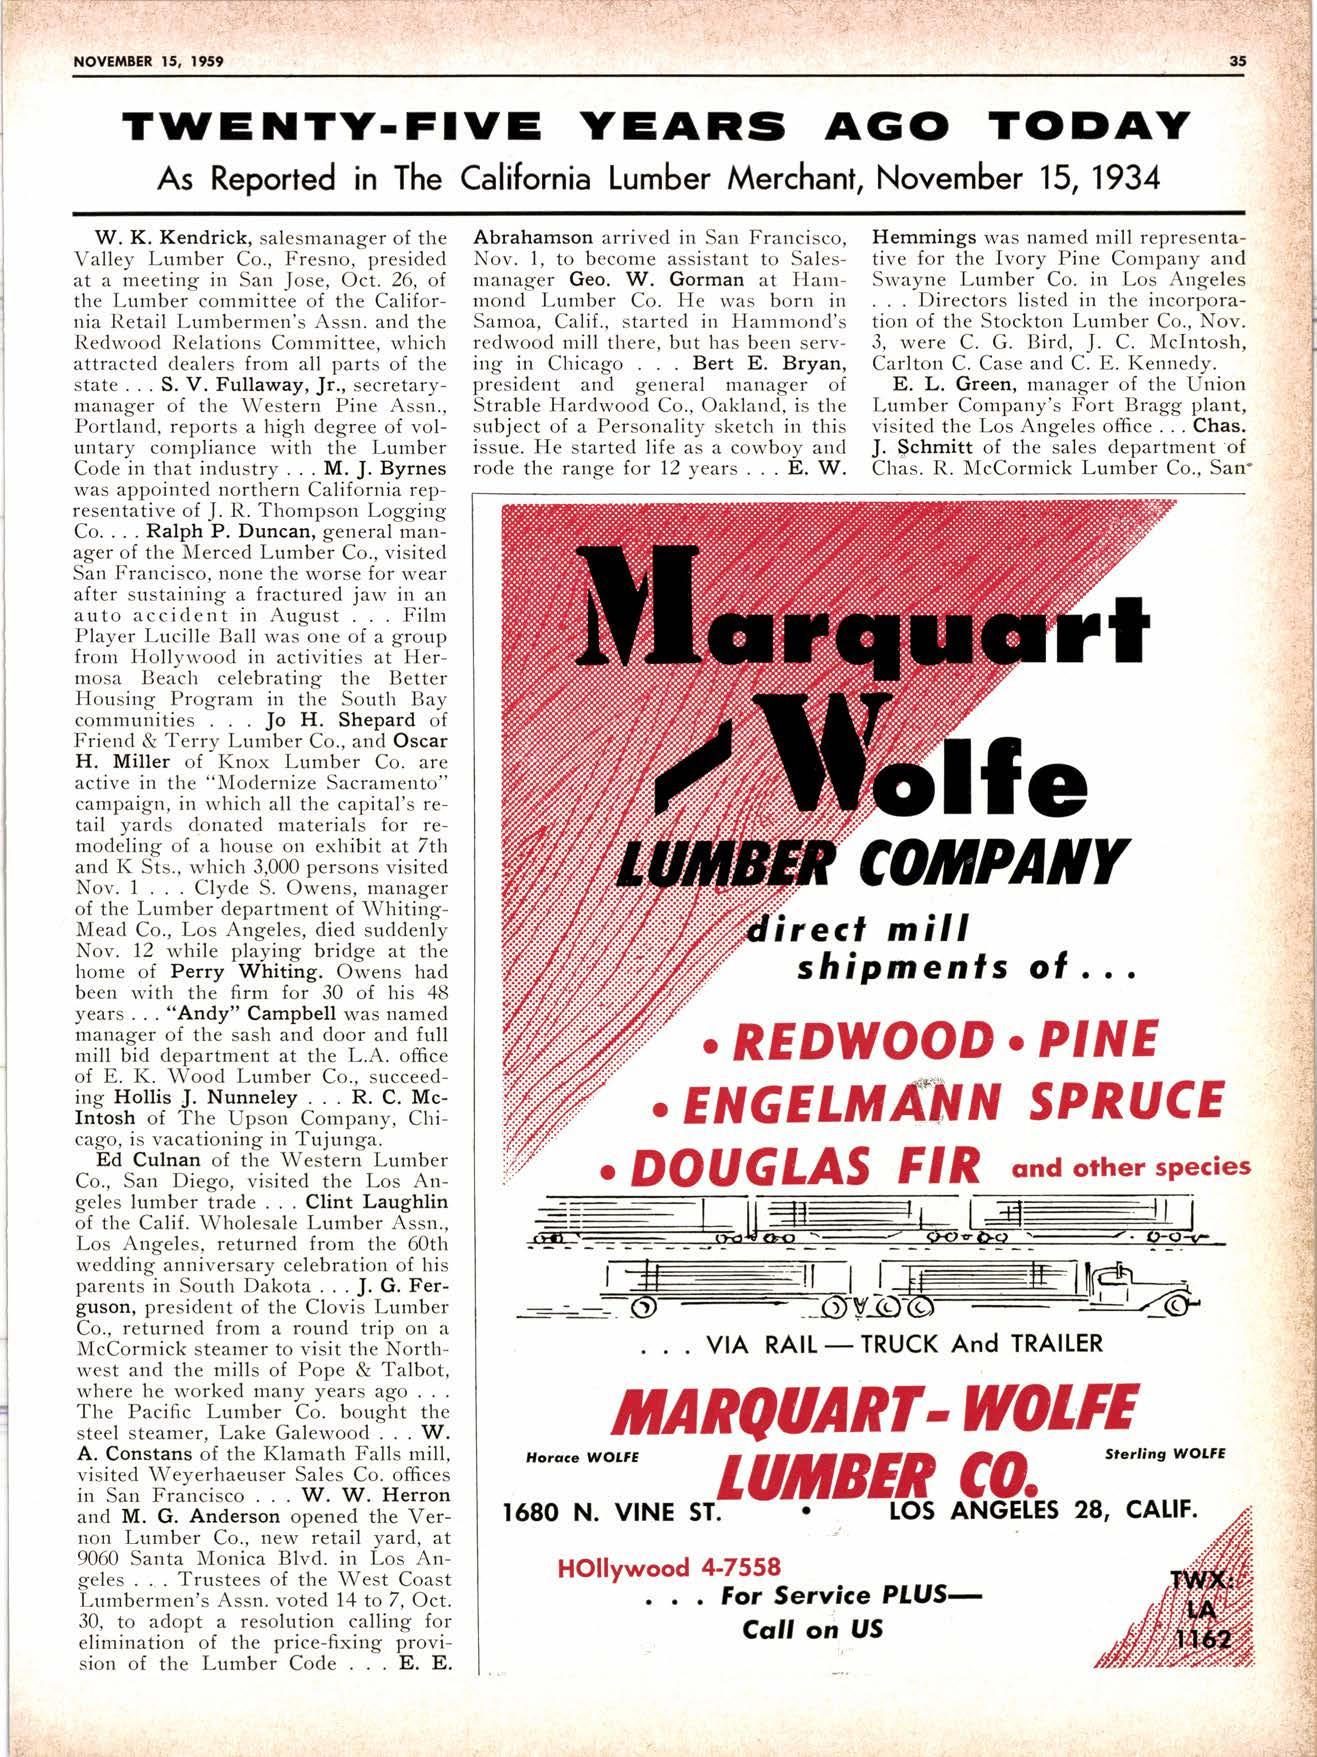 NOVEMBER 15, 1959
35
TWENTY-FIVE YEARS AGO TODAY
As Reported in The California Lumber Merchant, November 15, 1934
W. K. Kendrick, salesmanager of the
Valley Lumber Co., Fresno, presided
at a meeting in San Jose, Oct. 26, of
the Lumber committee of the Califor-
nia Retail Lumbermen's Assn. and the
Redwood Relations Committee, which
attracted dealers from all parts of the
state . . . S. V. Fullaway, Jr., secretary-
manager of the Western Pine Assn.,
Portland, reports a high degree of vol-
untary compliance with the Lumber
Code in that industry . . . M. J. Byrnes
was appointed northern California rep-
resentative of J. R. Thompson Logging
Co. . . . Ralph P. Duncan, general man-
ager of the Merced Lumber Co., visited
San Francisco, none the worse for wear
after sustaining a fractured jaw in an
auto accident in August . . . Film
Player Lucille Ball was one of a group
from Hollywood in activities at Her-
mosa Beach celebrating the Better
Housing Program in the South Bay
communities . . . Jo H. Shepard of
Friend & Terry Lumber Co., and Oscar
H. Miller of Knox Lumber Co. are
active in the "Modernize Sacramento"
campaign, in which all the capital's re-
tail yards donated materials for re-
modeling of a house on exhibit at 7th
and K Sts., which 3,000 persons visited
Nov. 1 . . . Clyde S. Owens, manager
of the Lumber department of Whiting-
Mead Co., Los Angeles, died suddenly
Nov. 12 while playing bridge at the
home of Perry Whiting. Owens had
been with the firm for 30 of his 48
years . . . "Andy" Campbell was named
manager of the sash and door and full
mill bid department at the L.A. office
of E. K. Wood Lumber Co., succeed-
ing Hollis J. Nunneley . . . R. C. Mc-
Intosh of The Upson Company, Chi-
cago, is vacationing in Tujunga.
Ed Culnan of the Western Lumber
Co., San Diego, visited the Los An-
geles lumber trade . . . Clint Laughlin
of the Calif. Wholesale Lumber Assn.,
Los Angeles, returned from the 60th
wedding anniversary celebration of his
parents in South Dakota . . . J. G. Fer-
guson, president of the Clovis Lumber
Co., returned from a round trip on a
McCormick steamer to visit the North-
west and the mills of Pope & Talbot,
where he worked many years ago . . .
The Pacific Lumber Co. bought the
steel steamer, Lake Galewood . . . W.
A. Constans of the Klamath Falls mill,
visited Weyerhaeuser Sales Co. offices
in San Francisco . . . W. W. Herron
and M. G. Anderson opened the Ver-
non Lumber Co., new retail yard, at
9060 Santa Monica Blvd. in Los An-
geles . . . Trustees of the West Coast
Lumbermen's Assn. voted 14 to 7, Oct.
30, to adopt a resolution calling for
elimination of the price-fixing provi-
sion of the Lumber Code . . . E. E.
Abrahamson arrived in San Francisco,
Nov. 1, to become assistant to Sales-
manager Geo. W. Gorman at Ham-
mond Lumber Co. He was born in
Samoa, Calif., started in Hammond's
redwood mill there, but has been serv-
ing in Chicago . . . Bert E. Bryan,
president and general manager of
Strable Hardwood Co., Oakland, is the
subject of a Personality sketch in this
issue. He started life as a cowboy and
rode the range for 12 years . . . E. W.
Hemmings was named mill representa-
tive for the Ivory Pine Company and
Swayne Lumber Co. in Los Angeles
. . . Directors listed in the incorpora-
tion of the Stockton Lumber Co., Nov.
3, were C. G. Bird, J. C. McIntosh,
Carlton C. Case and C. E. Kennedy.
E. L. Green, manager of the Union
Lumber Company's Fort Bragg plant,
visited the Los Angeles office . . . Chas.
J. Schmitt of the sales department of
Chas. R. McCormick Lumber Co., San
Marquart
-Wolfe
LUMBER COMPANY
direct mill
shipments of . . .
• REDWOOD • PINE
• ENGELMANN SPRUCE
• DOUGLAS FIR and other species
. . . VIA RAIL — TRUCK And TRAILER
MARQUART - WOLFE
Horace WOLFE
LUMBER CO.
Sterling WOLFE
1680 N. VINE ST. • LOS ANGELES 28, CALIF.
HOllywood 4-7558
. . . For Service PLUS—
Call on US
TWX:
LA
1162